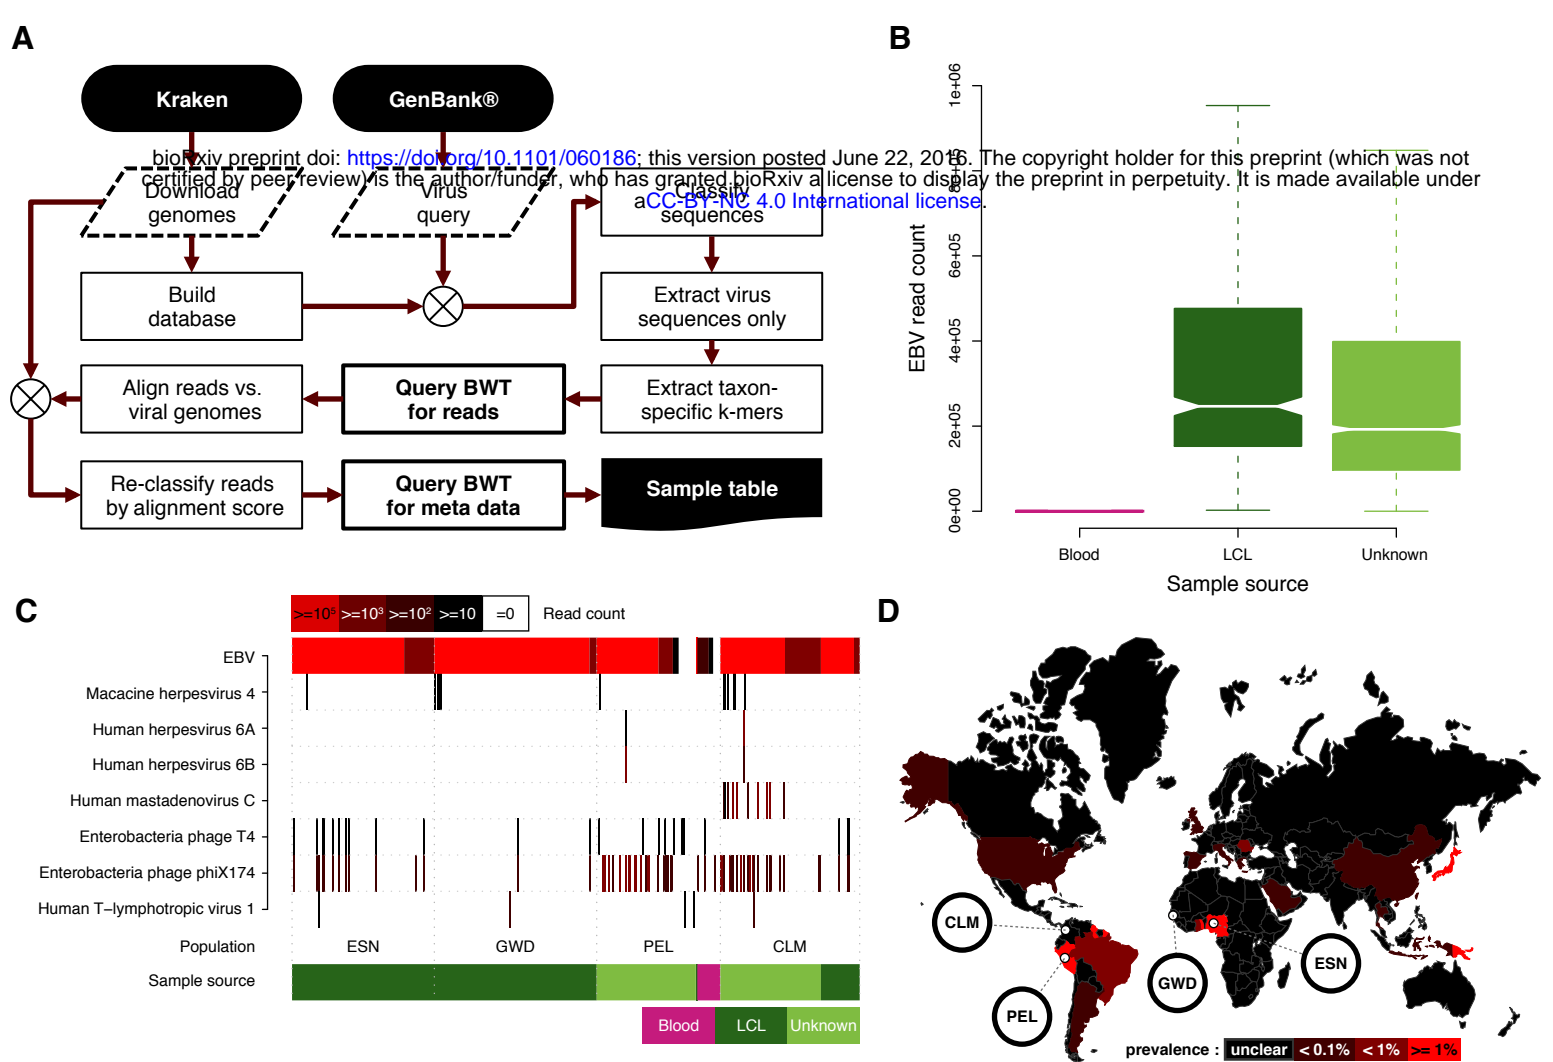 A
Kraken
GenBank®
bioRxiv preprint doi: https://doi.org/10.1101/060186; this version posted June 22, 2016. The copyright holder for this preprint (which was not
certified by peer review) is the author/funder, who has granted bioRxiv a license to display the preprint in perpetuity. It is made available under
aCC-BY-NC 4.0 International license.
Download
genomes
Virus
query
Classify
sequences
Build
database
Extract virus
sequences only
Align reads vs.
viral genomes
Query BWT
for reads
Extract taxon-
specific k-mers
Re-classify reads
by alignment score
Query BWT
for meta data
Sample table
B
1e+06
8e+05
6e+05
4e+05
2e+05
0e+00
EBV read count
Blood
LCL
Unknown
Sample source
C
>=10⁵ >=10³ >=10² >=10 =0 Read count
EBV
Macacine herpesvirus 4
Human herpesvirus 6A
Human herpesvirus 6B
Human mastadenovirus C
Enterobacteria phage T4
Enterobacteria phage phiX174
Human T−lymphotropic virus 1
Population ESN GWD PEL CLM
Sample source
Blood LCL Unknown
D
CLM
PEL
GWD
ESN
prevalence : unclear < 0.1% < 1% >= 1%